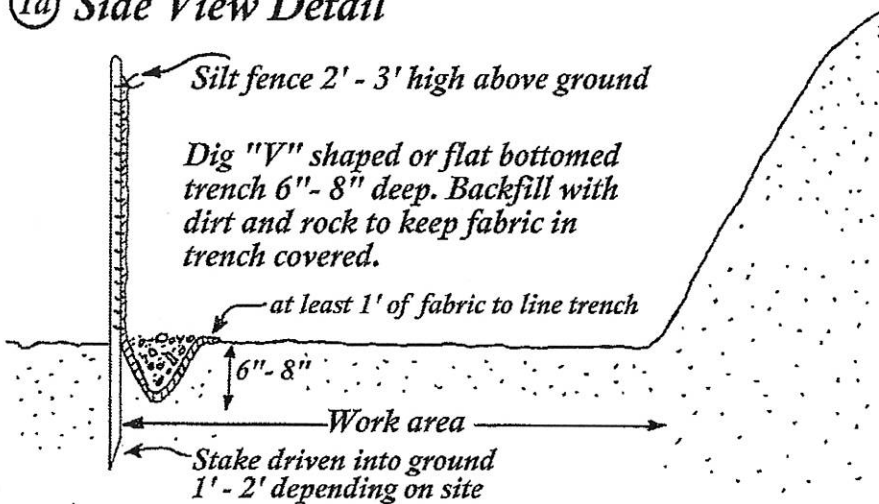 1a Side View Detail
Silt fence 2' - 3' high above ground
Dig "V" shaped or flat bottomed
trench 6"- 8" deep. Backfill with
dirt and rock to keep fabric in
trench covered.
at least 1' of fabric to line trench
6"- 8"
Work area
Stake driven into ground
1' - 2' depending on site